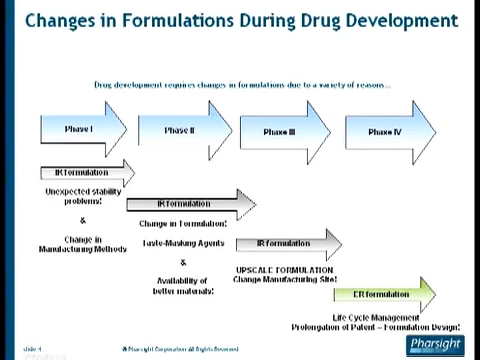 Changes in Formulations During Drug Development
Drug development requires changes in formulations due to a variety of reasons...
Phase I
Phase II
Phase III
Phase IV
IR formulation
Unexpected stability
problems!
&
Change in
Manufacturing Methods
IR formulation
Change in Formulation!
Taste-Masking Agents
&
Availability of
better materials!
IR formulation
UPSCALE FORMULATION
Change Manufacturing Site!
ER formulation
Life Cycle Management
Prolongation of Patent – Formulation Design!
slide 4
© Pharsight Corporation All Rights Reserved
Pharsight